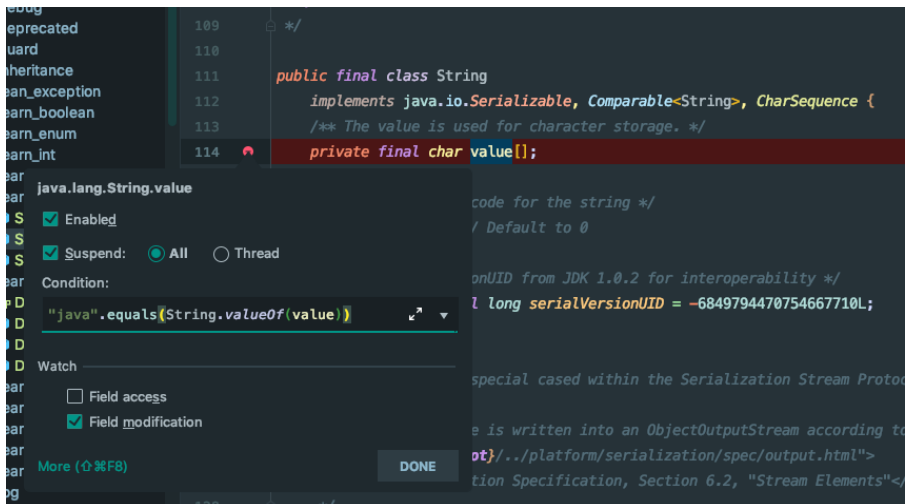 ebug
eprecated
uard
nheritance
ean_exception
earn_boolean
earn_enum
earn_int
109 */
110
111 public final class String
112 implements java.io.Serializable, Comparable<String>, CharSequence {
113 /** The value is used for character storage. */
114 private final char value[];
java.lang.String.value
Enabled
Suspend: All Thread
Condition:
"java".equals(String.valueOf(value))
Watch
Field access
Field modification
More (⇧⌘F8)
DONE
code for the string */
/ Default to 0
onUID from JDK 1.0.2 for interoperability */
l long serialVersionUID = -6849794470754667710L;
special cased within the Serialization Stream Protoc
e is written into an ObjectOutputStream according to
ot}/../platform/serialization/spec/output.html">
tion Specification, Section 6.2, "Stream Elements"</